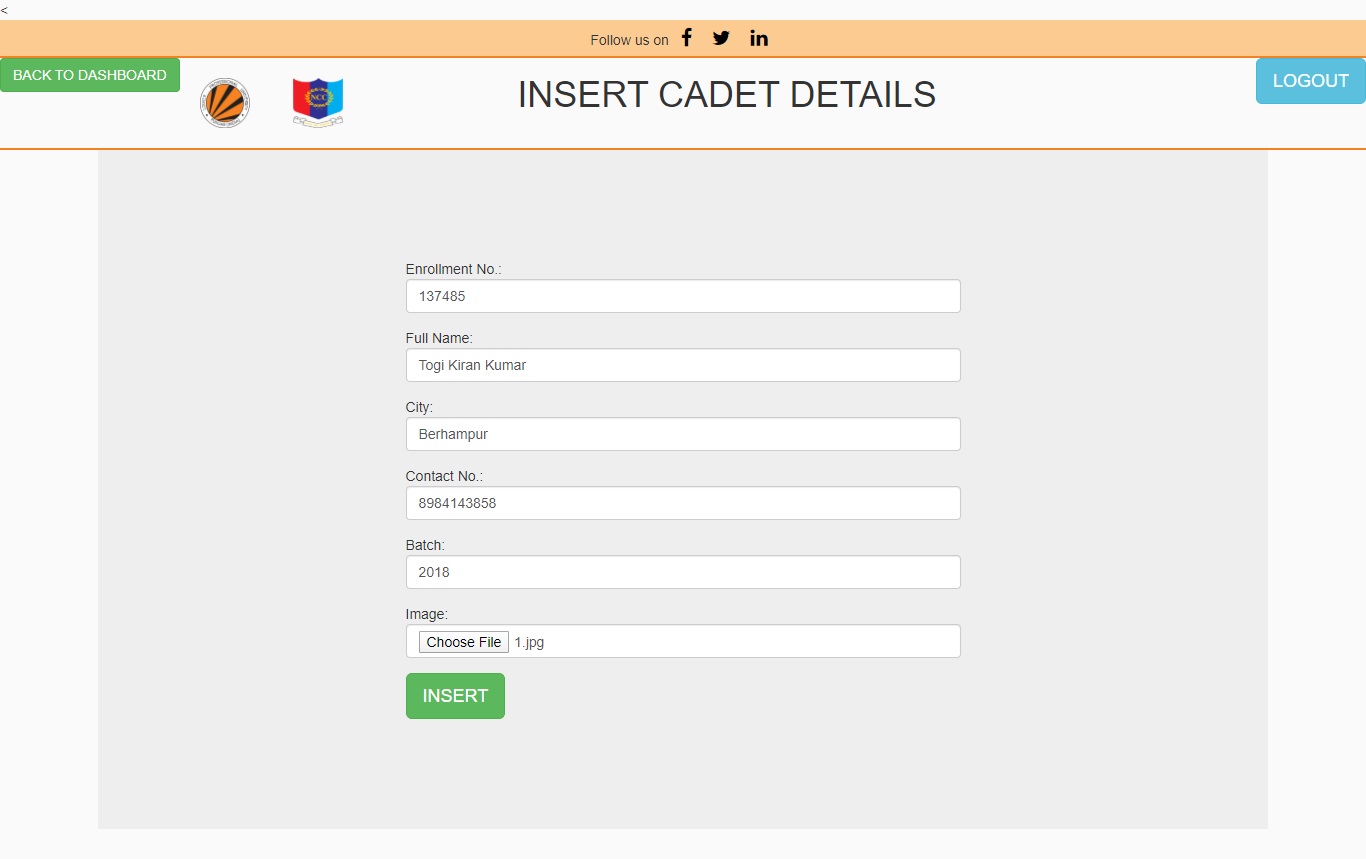 <
Follow us on
BACK TO DASHBOARD
NCC
INSERT CADET DETAILS
LOGOUT
Enrollment No.:
137485
Full Name:
Togi Kiran Kumar
City:
Berhampur
Contact No.:
8984143858
Batch:
2018
Image:
Choose File 1.jpg
INSERT